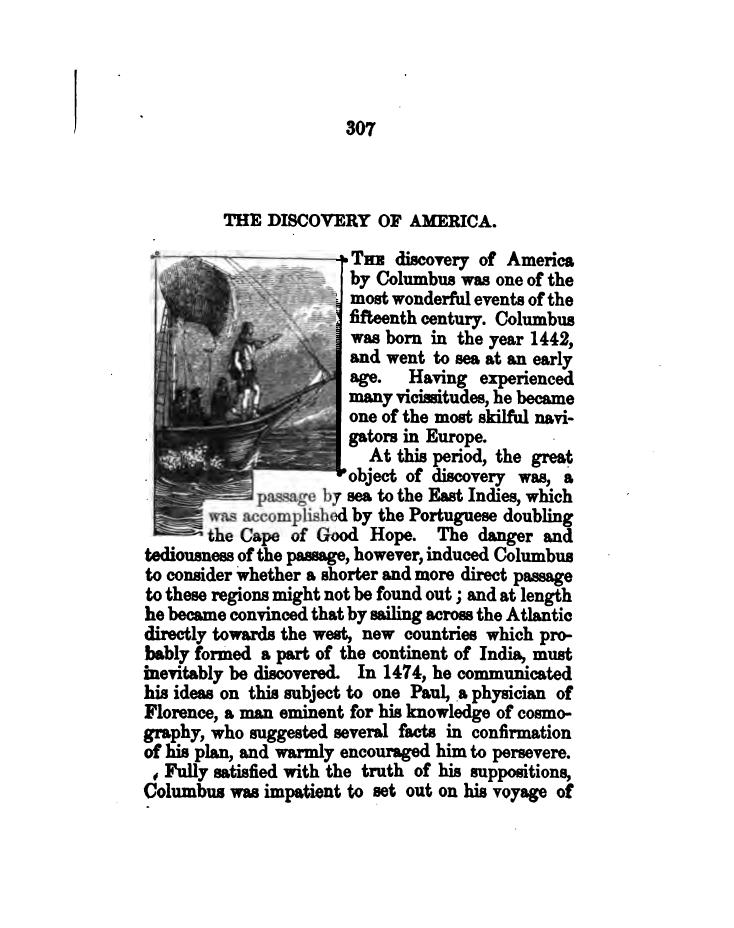 307
THE DISCOVERY OF AMERICA.
THE discovery of America
by Columbus was one of the
most wonderful events of the
fifteenth century. Columbus
was born in the year 1442,
and went to sea at an early
age. Having experienced
many vicissitudes, he became
one of the most skilful navi-
gators in Europe.
At this period, the great
object of discovery was, a
passage by sea to the East Indies, which
was accomplished by the Portuguese doubling
the Cape of Good Hope. The danger and
tediousness of the passage, however, induced Columbus
to consider whether a shorter and more direct passage
to these regions might not be found out; and at length
he became convinced that by sailing across the Atlantic
directly towards the west, new countries which pro-
bably formed a part of the continent of India, must
inevitably be discovered. In 1474, he communicated
his ideas on this subject to one Paul, a physician of
Florence, a man eminent for his knowledge of cosmo-
graphy, who suggested several facts in confirmation
of his plan, and warmly encouraged him to persevere.
Fully satisfied with the truth of his suppositions,
Columbus was impatient to set out on his voyage of